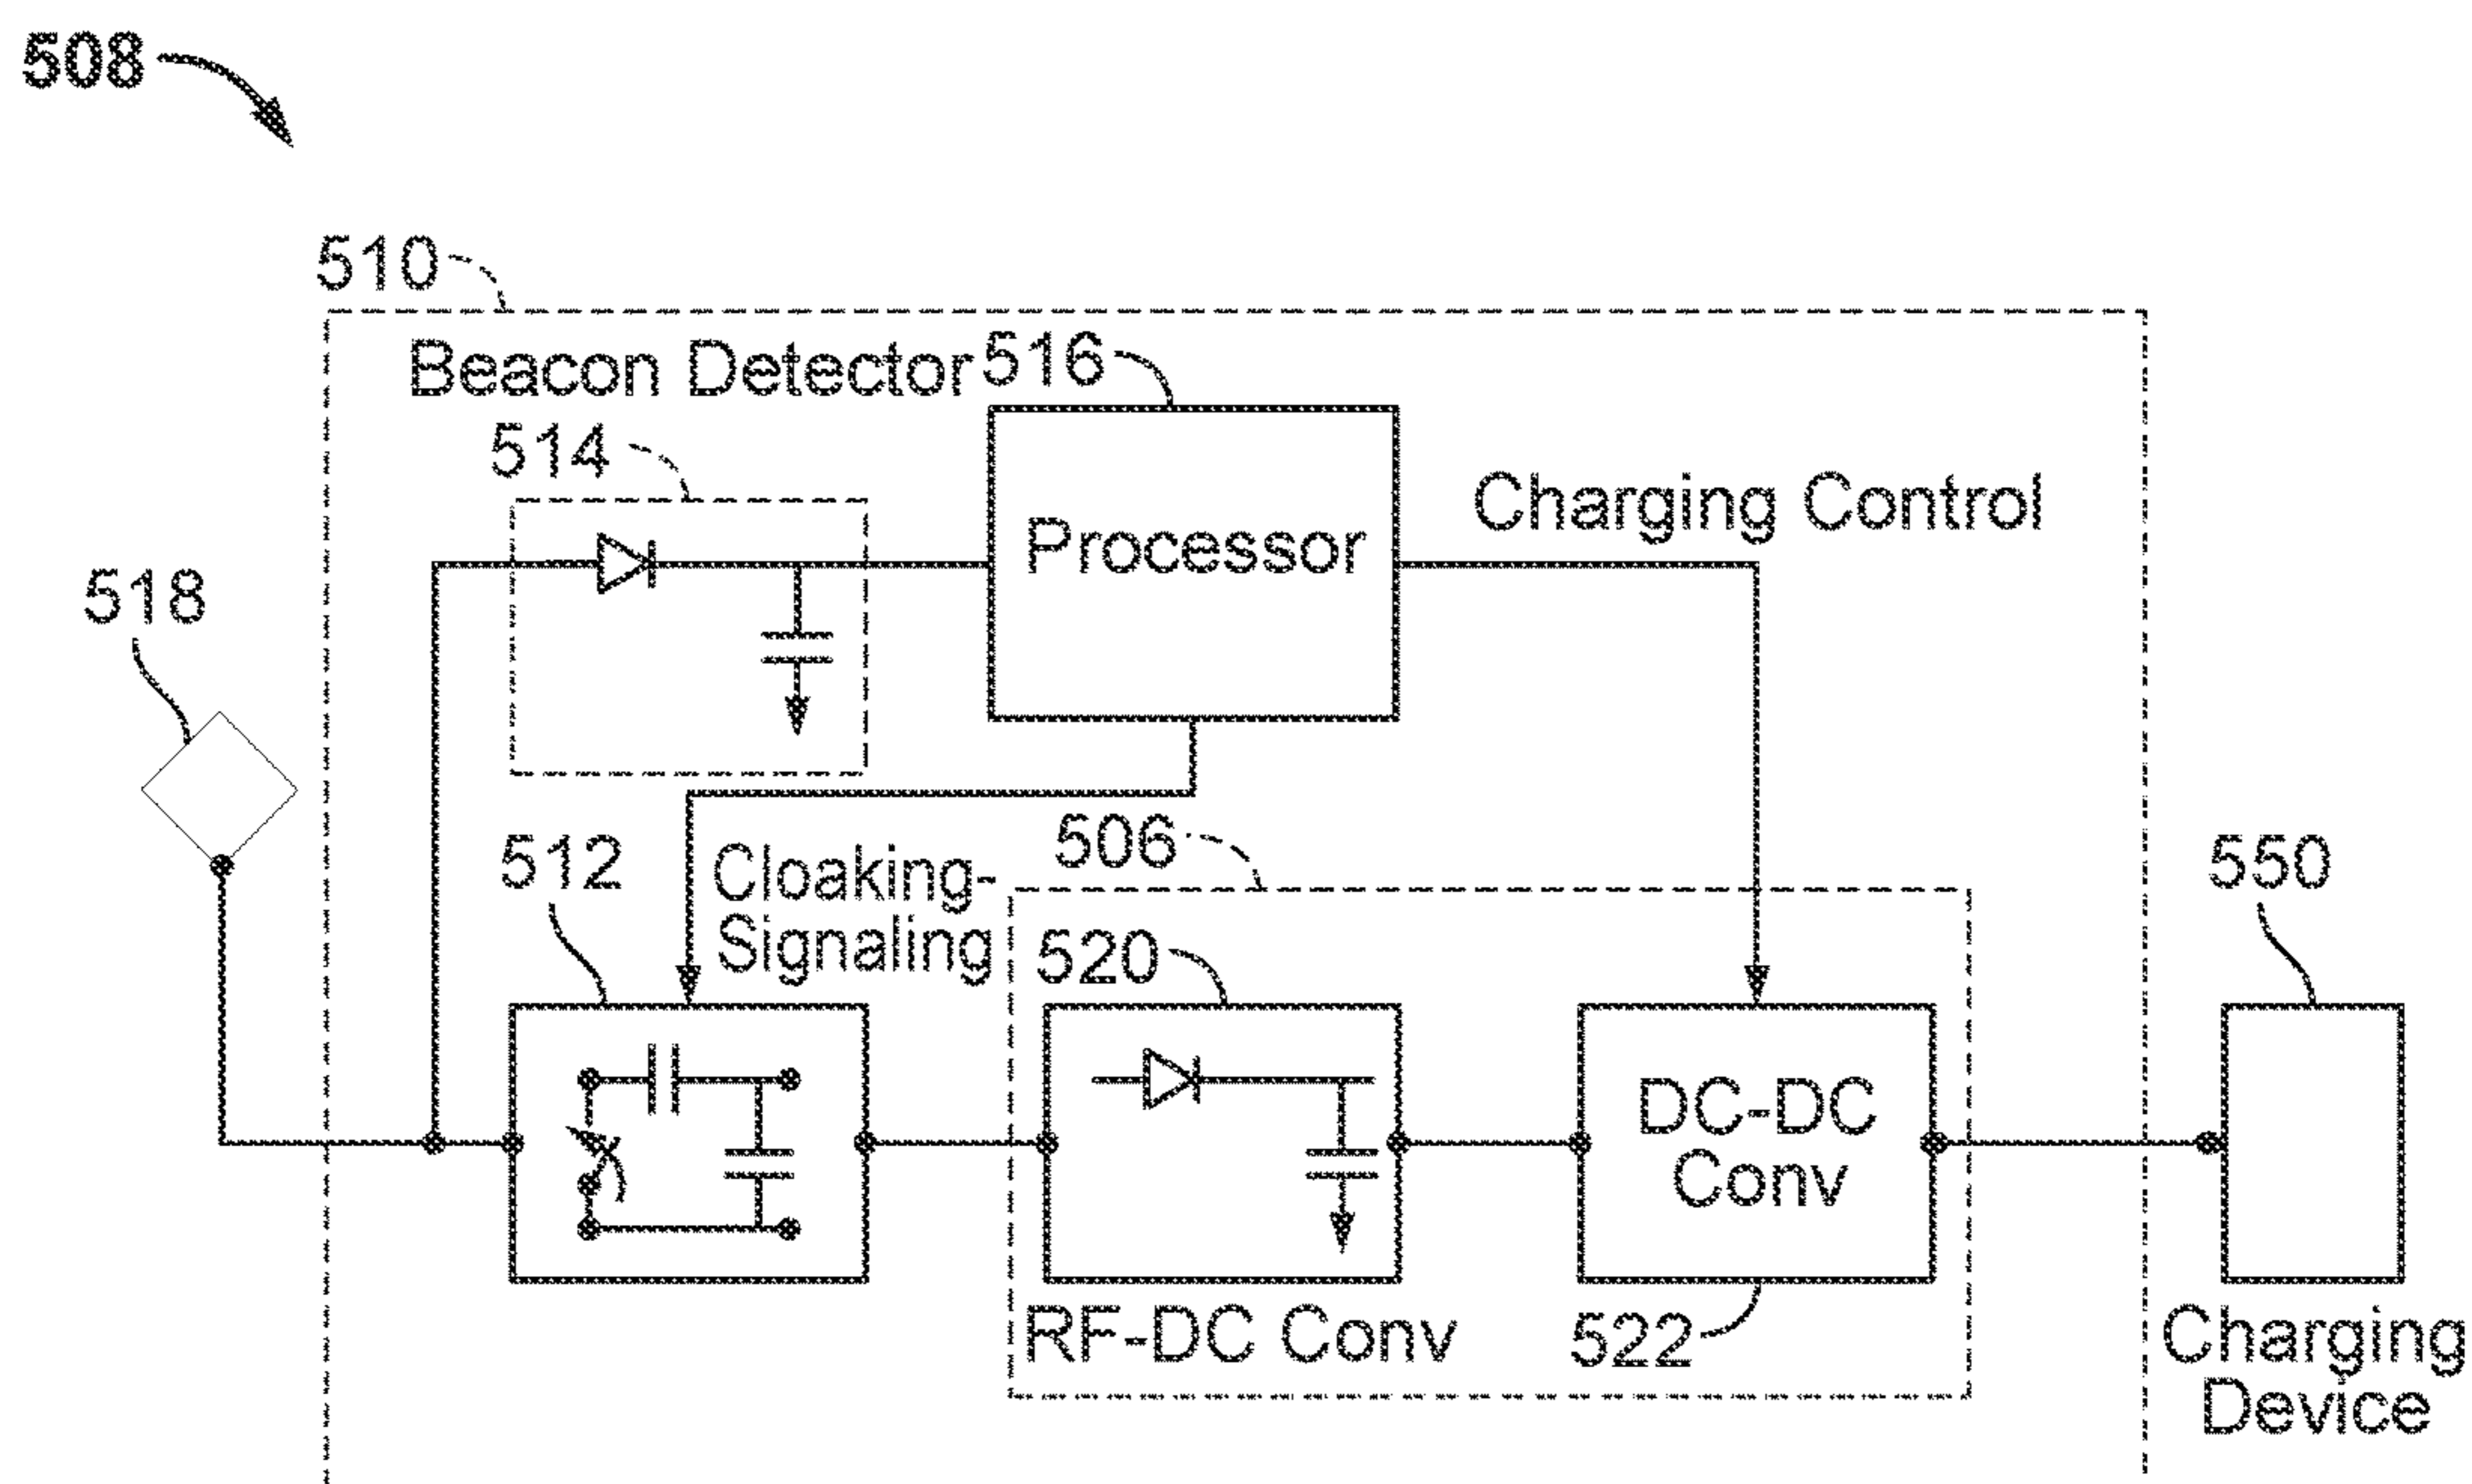 508
510
Beacon Detector
516
514
Processor
Charging Control
518
512
Cloaking-
Signaling
506
520
550
DC-DC
Conv
RF-DC Conv
522
Charging
Device